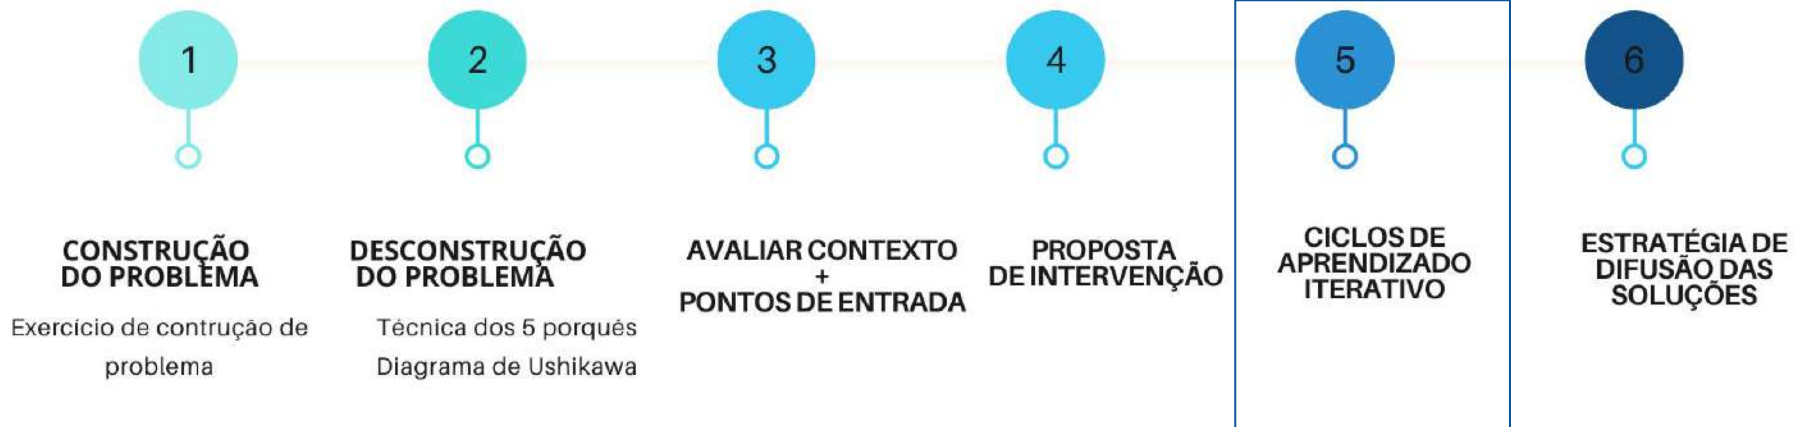 1
2
3
4
5
6
CONSTRUÇÃO
DO PROBLEMA
Exercício de contrução de
problema
DESCONSTRUÇÃO
DO PROBLEMA
Técnica dos 5 porquês
Diagrama de Ushikawa
AVALIAR CONTEXTO
+
PONTOS DE ENTRADA
PROPOSTA
DE INTERVENÇÃO
CICLOS DE
APRENDIZADO
ITERATIVO
ESTRATÉGIA DE
DIFUSÃO DAS
SOLUÇÕES